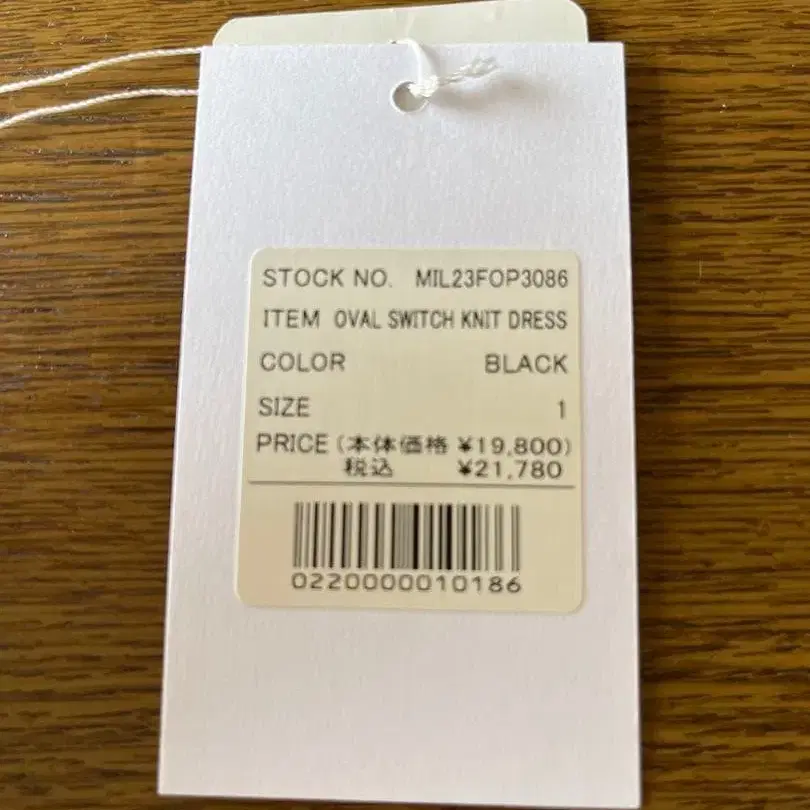 STOCK NO. MIL23FOP3086
ITEM OVAL SWITCH KNIT DRESS
COLOR BLACK
SIZE 1
PRICE (本体価格 ¥19,800)
税込 ¥21,780
0220000010186